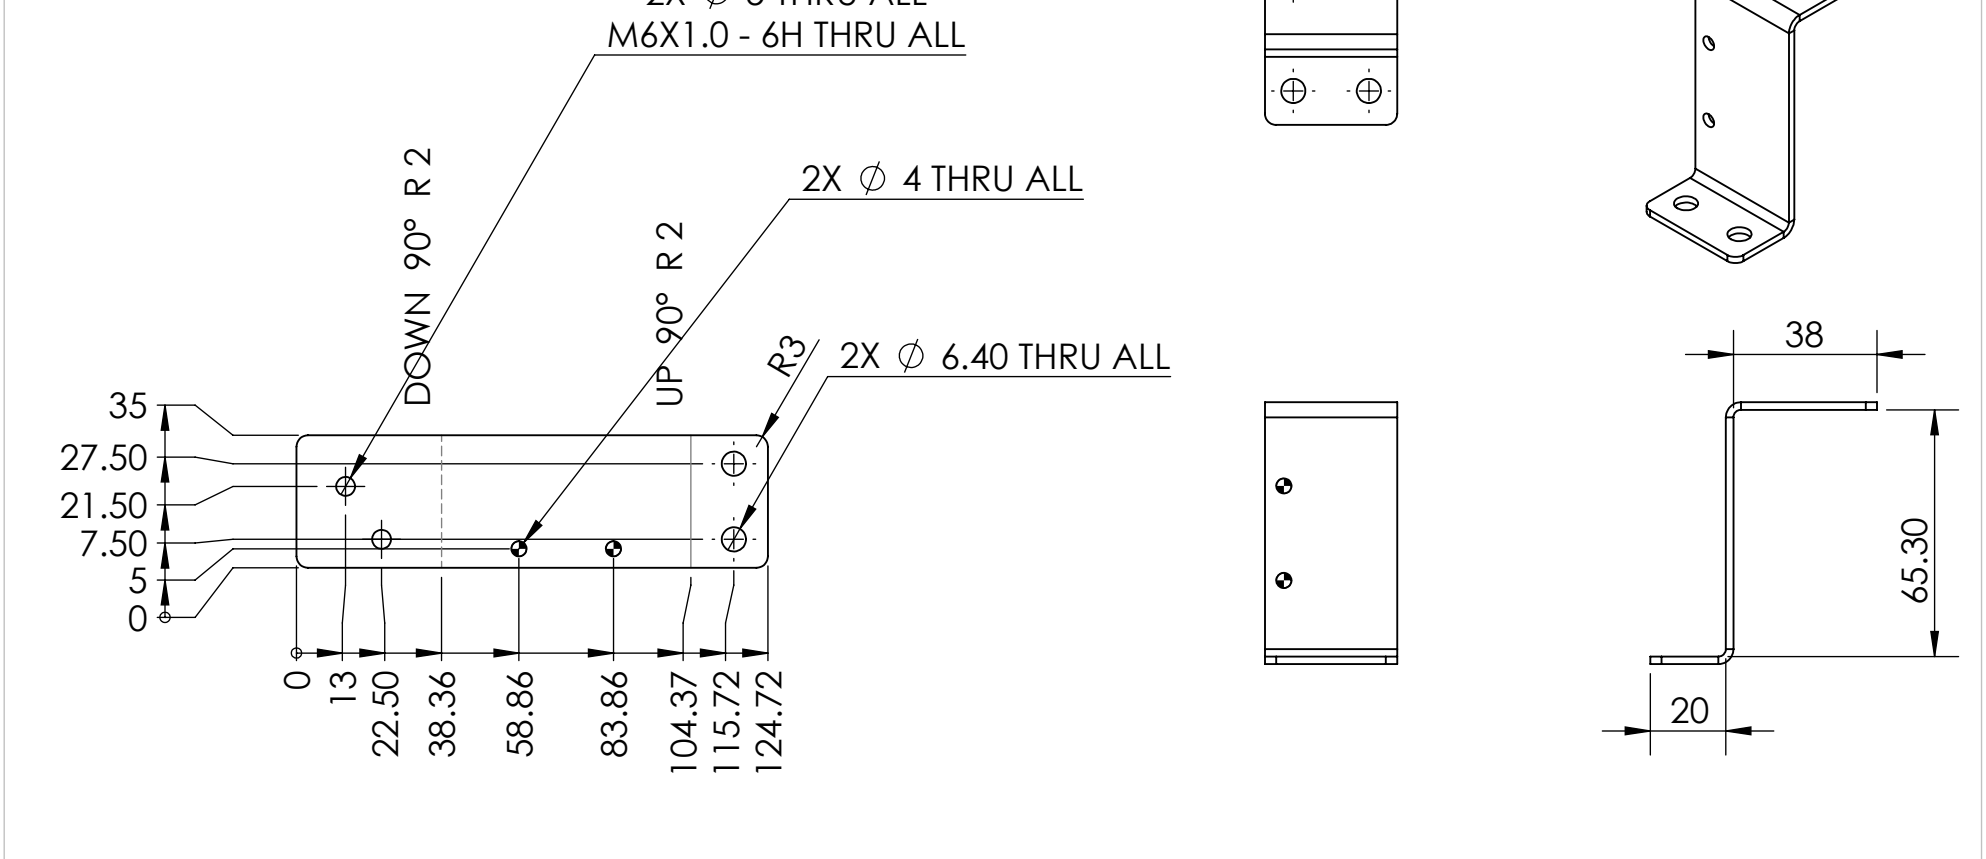 THRU ALL
M6X1.0 - 6H THRU ALL
DOWN 90° R 2
2X ∅ 4 THRU ALL
UP 90° R 2
R3
2X ∅ 6.40 THRU ALL
38
35
27.50
21.50
7.50
5
0
65.30
0
13
22.50
38.36
58.86
83.86
104.37
115.72
124.72
20